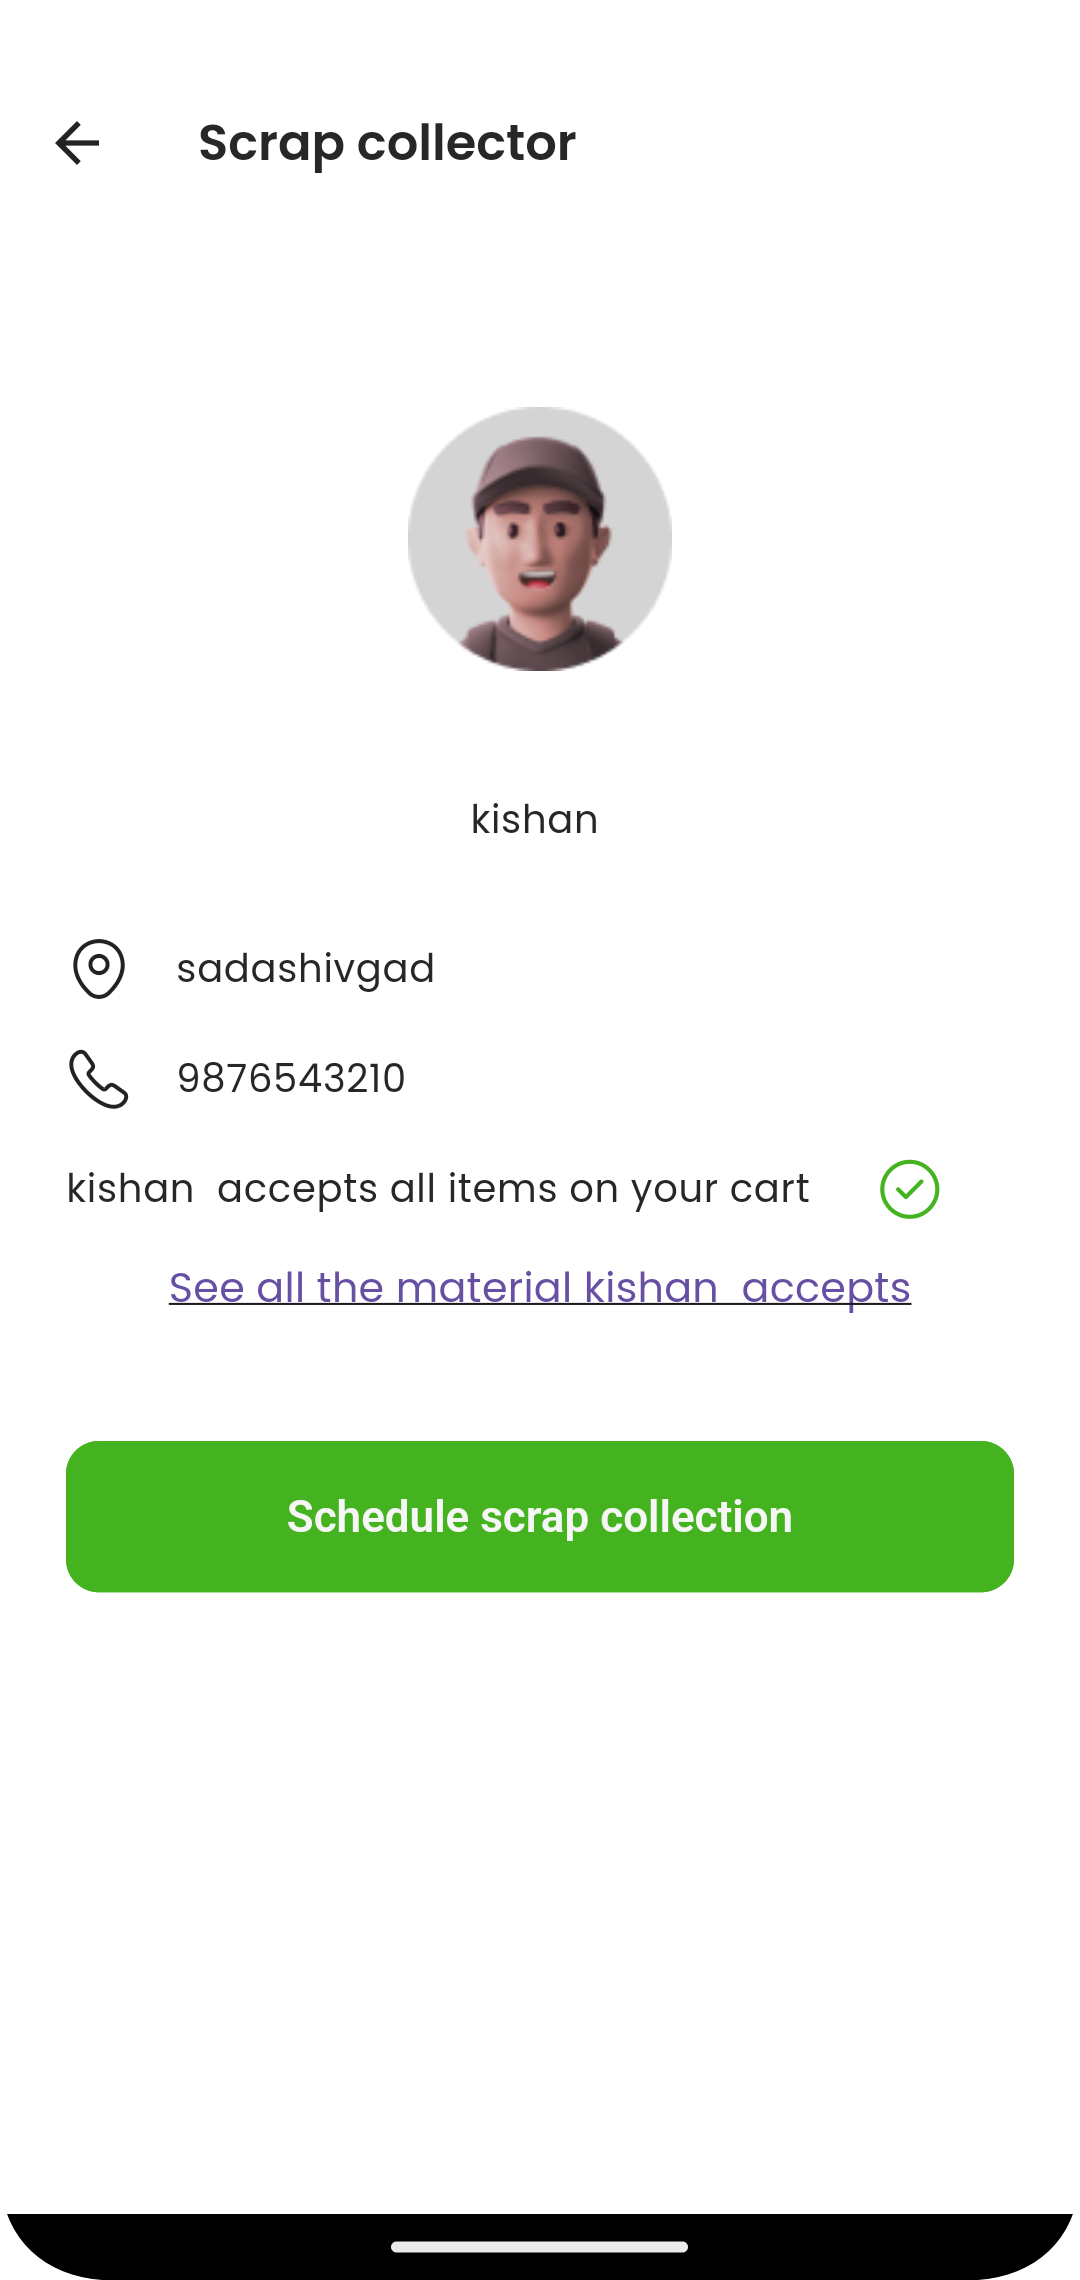 Scrap collector
kishan
sadashivgad
9876543210
kishan  accepts all items on your cart
See all the material kishan  accepts
Schedule scrap collection